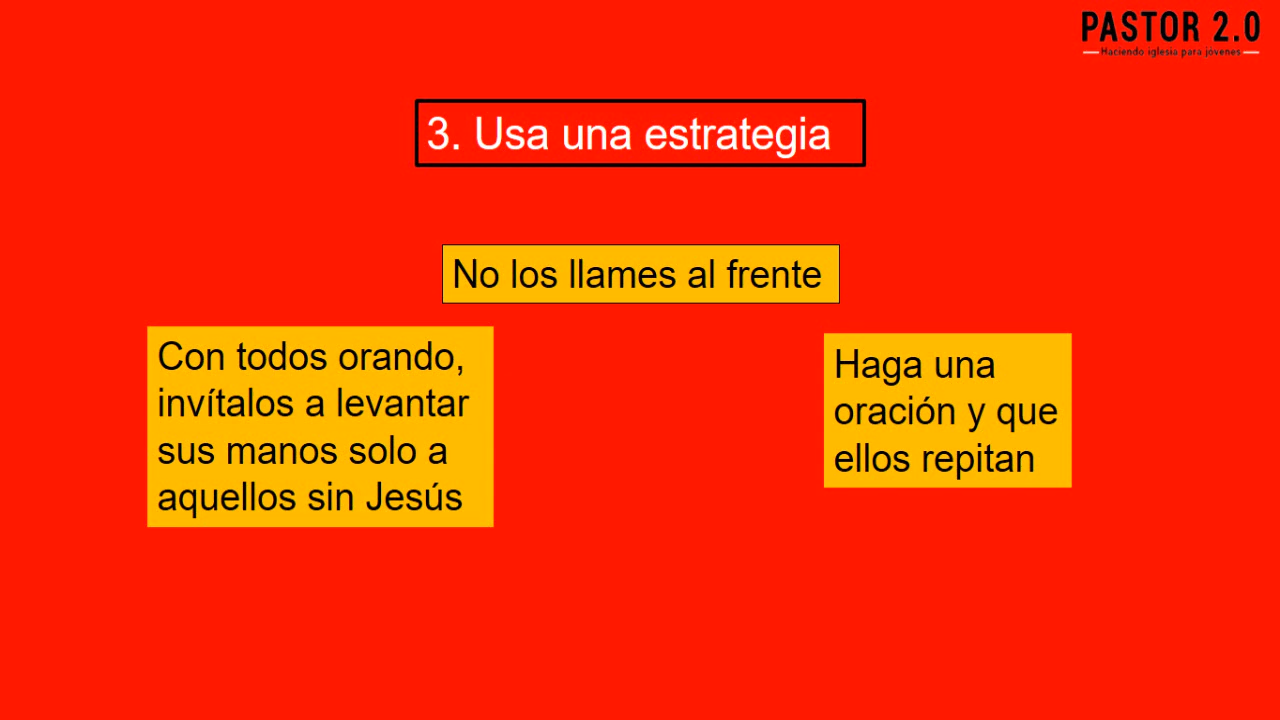 PASTOR 2.0
Haciendo iglesia para jovenes
3. Usa una estrategia
No los llames al frente
Con todos orando,
invítalos a levantar
sus manos solo a
aquellos sin Jesús
Haga una
oración y que
ellos repitan